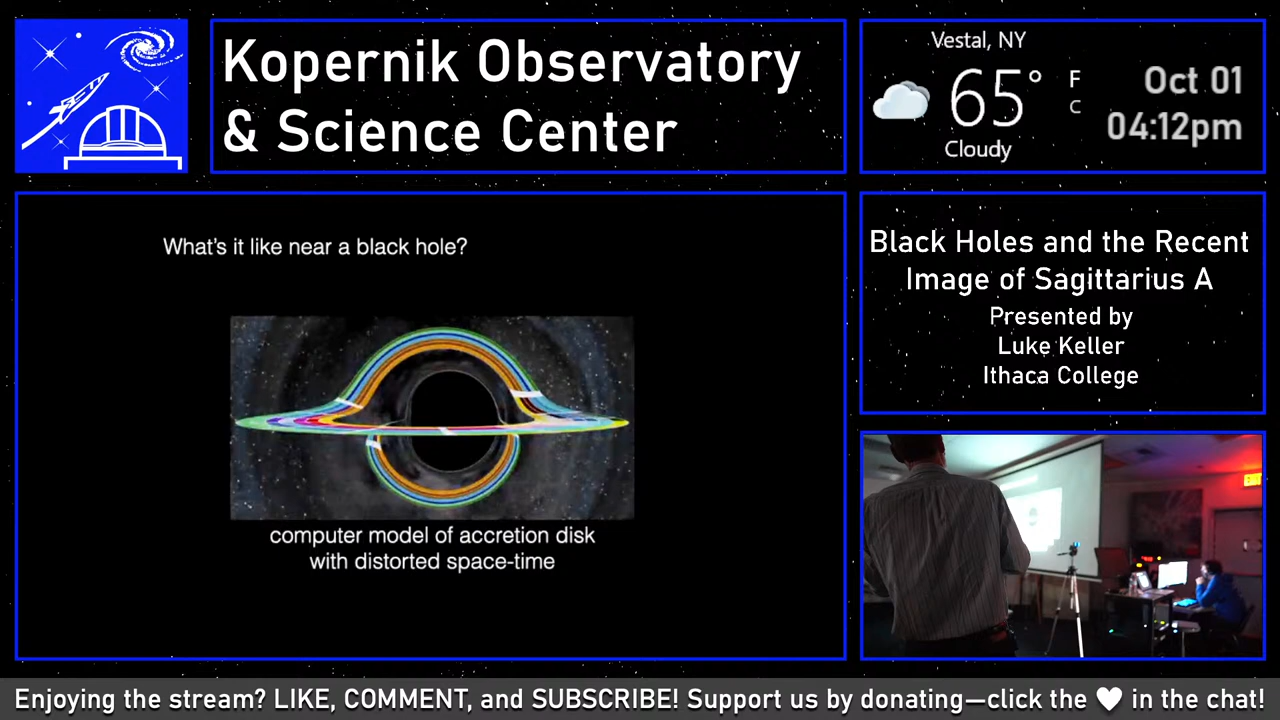 Kopernik Observatory
& Science Center
Vestal, NY
65° F
C
Cloudy
Oct 01
04:12pm
What's it like near a black hole?
computer model of accretion disk
with distorted space-time
Black Holes and the Recent
Image of Sagittarius A
Presented by
Luke Keller
Ithaca College
Enjoying the stream? LIKE, COMMENT, and SUBSCRIBE! Support us by donating—click the ♥ in the chat!